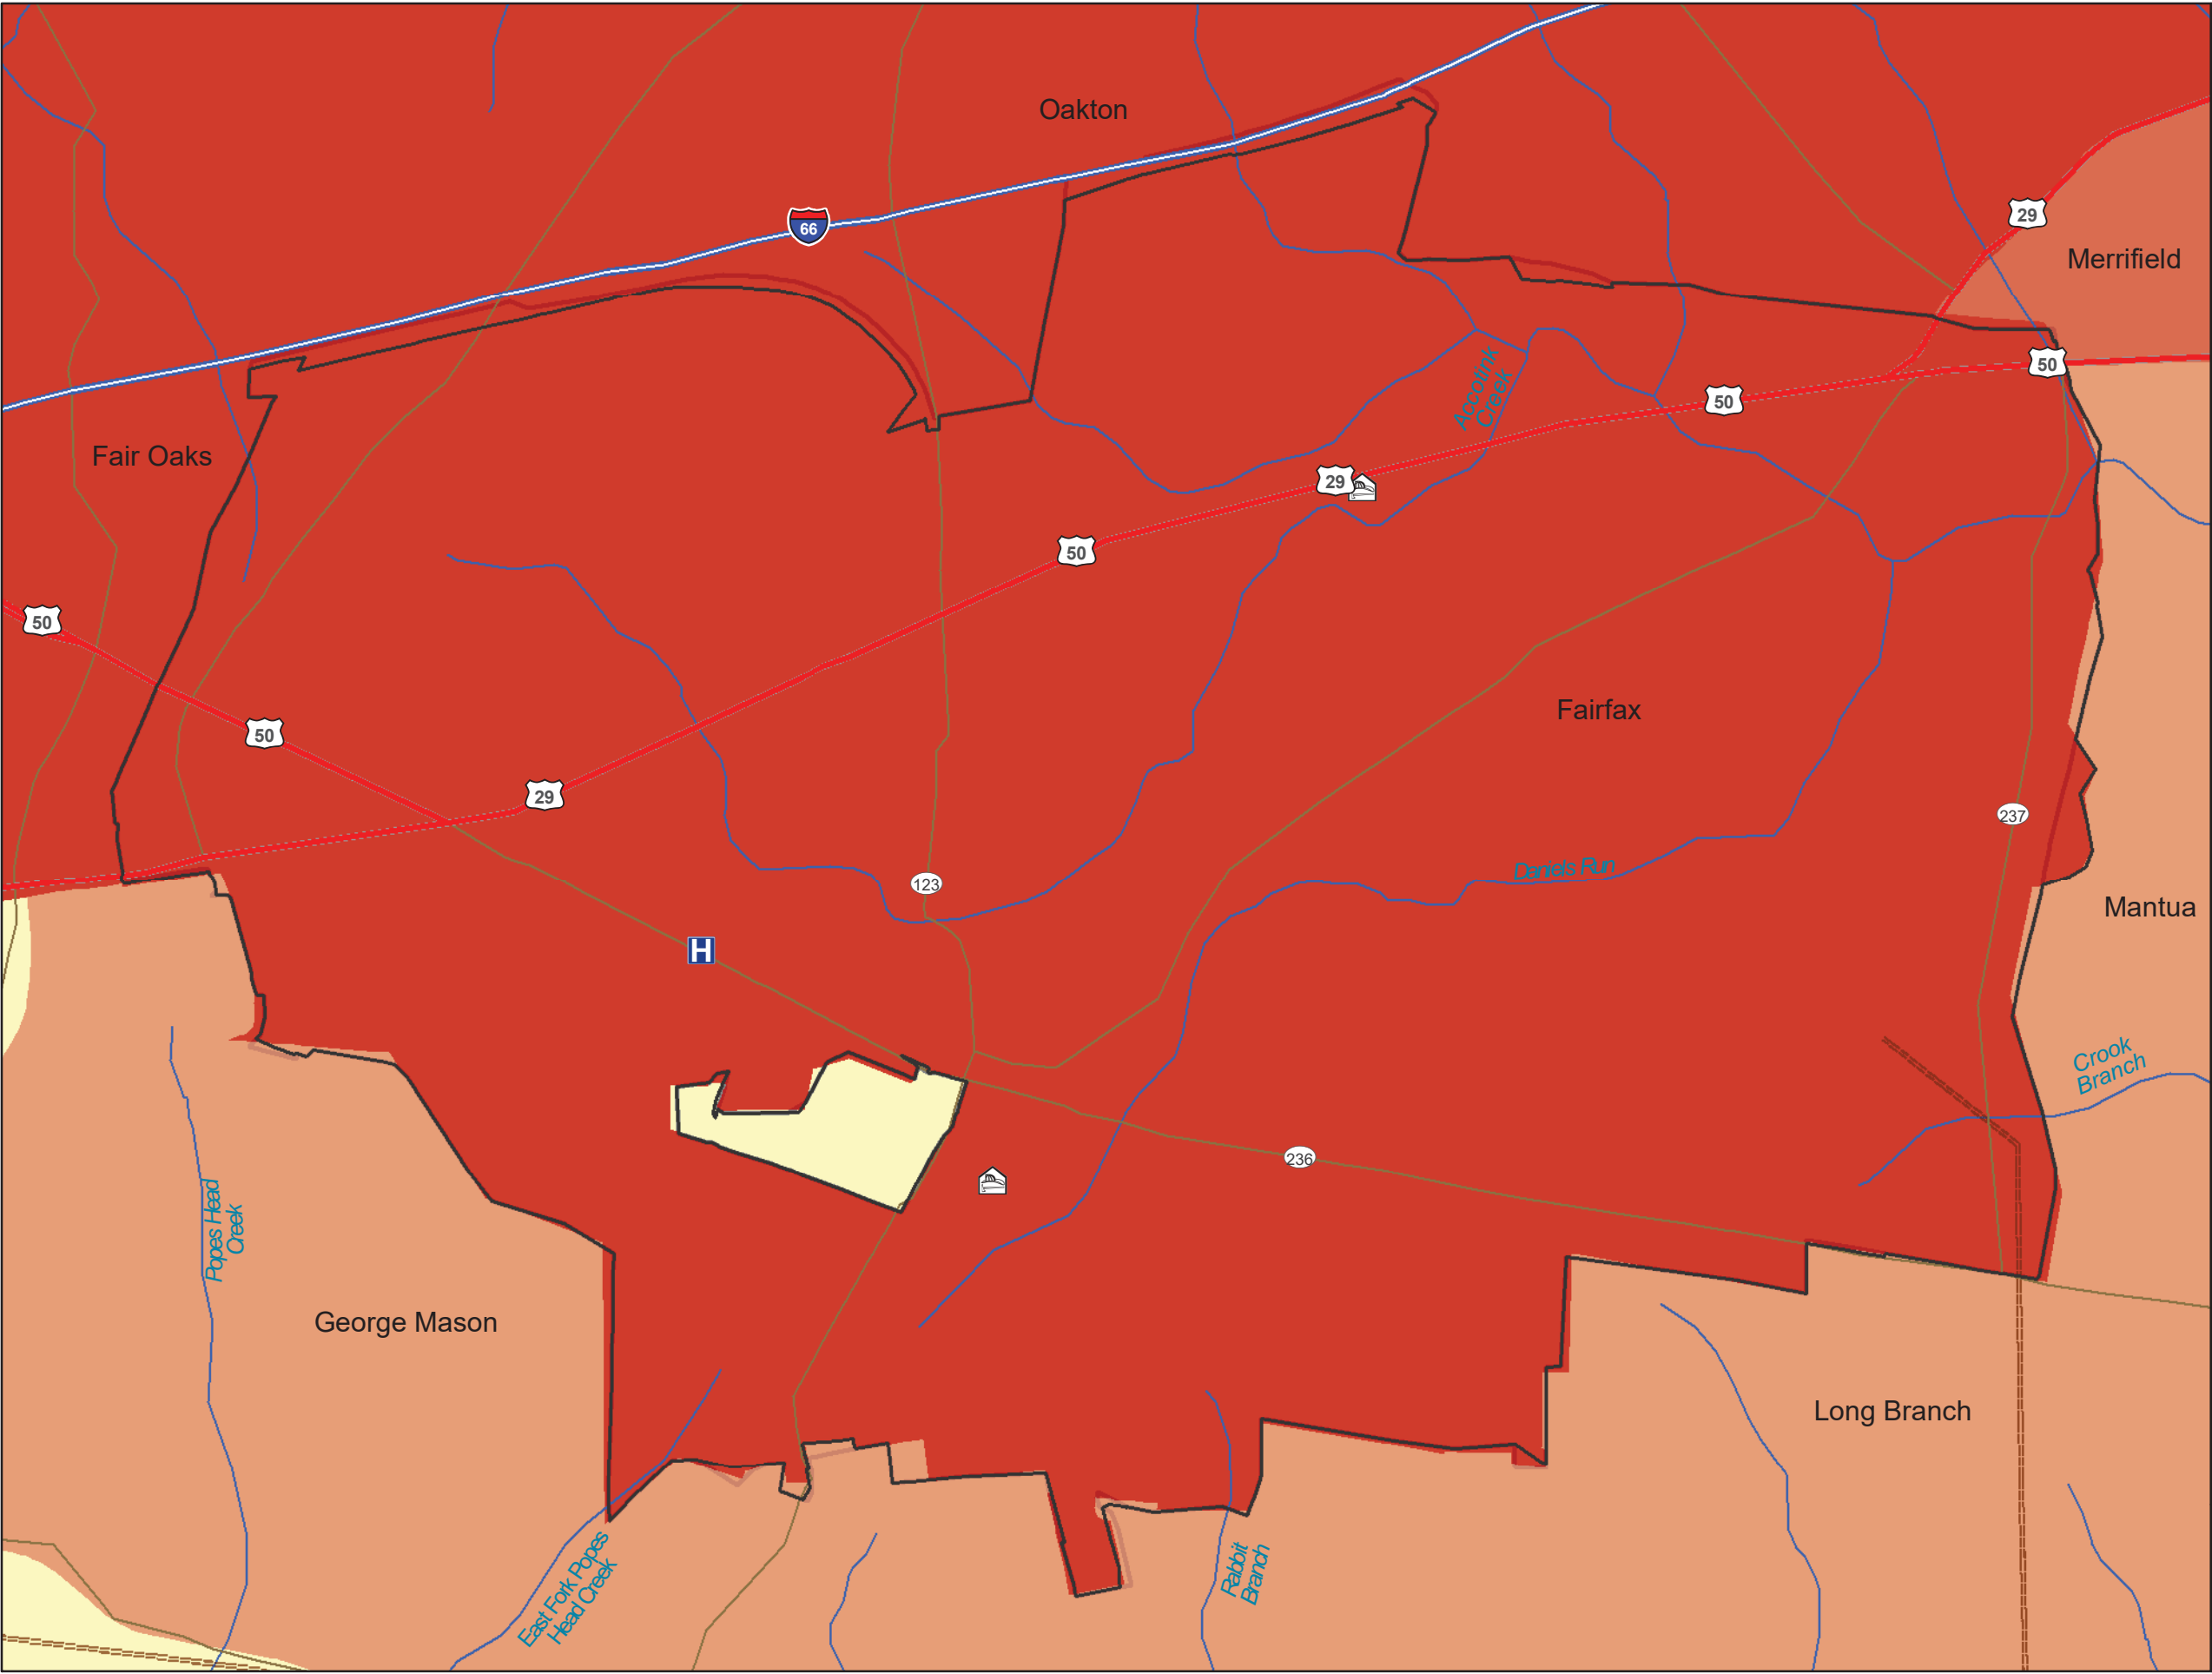 Oakton
66
29
Merrifield
50
Accotink
Creek
50
Fair Oaks
29
50
50
Fairfax
50
29
237
Daniels Run
123
Mantua
H
Crook
Branch
236
Popes Head
Creek
George Mason
Long Branch
East Fork Popes
Head Creek
Rabbit
Branch